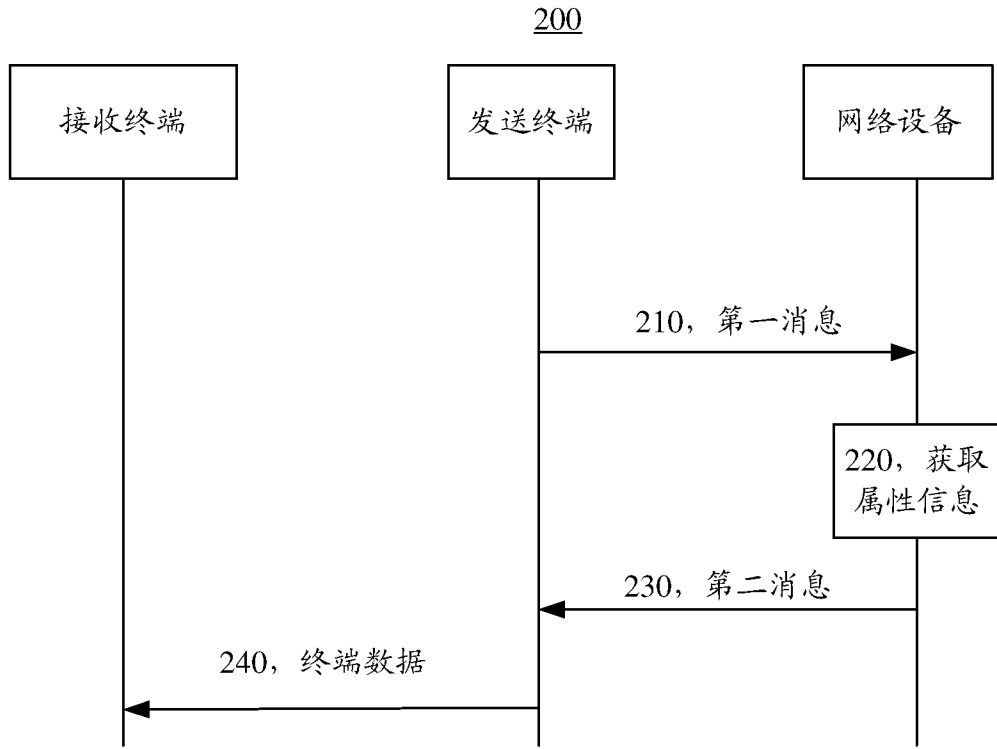 200
接收终端
发送终端
网络设备
210，第一消息
220，获取
属性信息
230，第二消息
240，终端数据